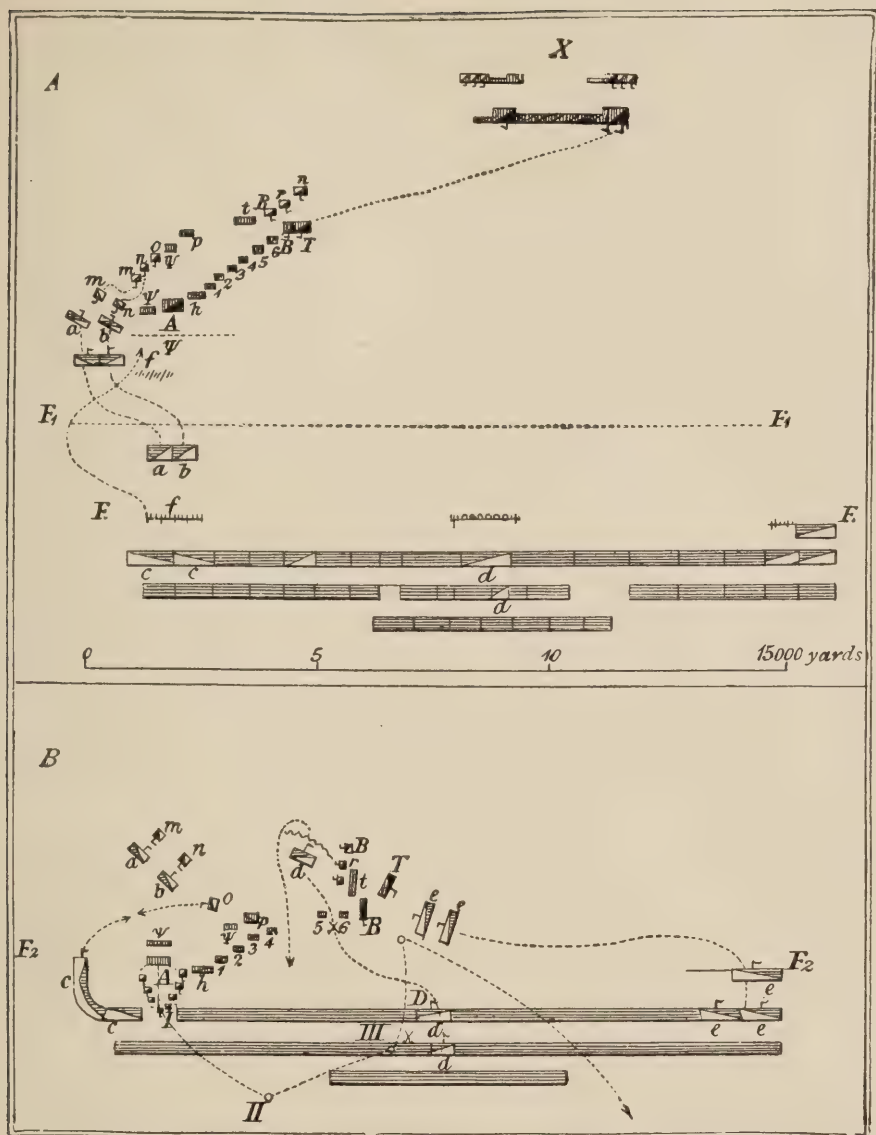 A
X
n
r
B
t
B T
p
Ψ
O
n
m
6
5
4
3
2
1
h
m
n
Ψ
A
Ψ
a
b
f
F1 F1
a b
F f F
c c d
d
0 5 10 15000 yards
B
m
a
n
b
B
r
d
t
T
O
e e
p
B
5 × 6
Ψ
Ψ
4
3
2
1
h
F2
A
c
F2
e
D
c
I
d
e e
III ×
d
II